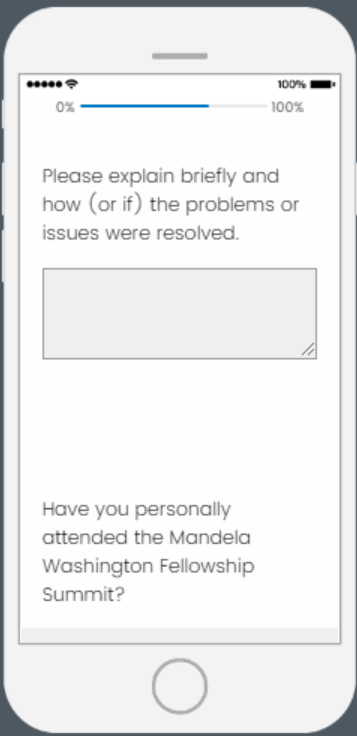 100%
0% 100%
Please explain briefly and
how (or if) the problems or
issues were resolved.
Have you personally
attended the Mandela
Washington Fellowship
Summit?